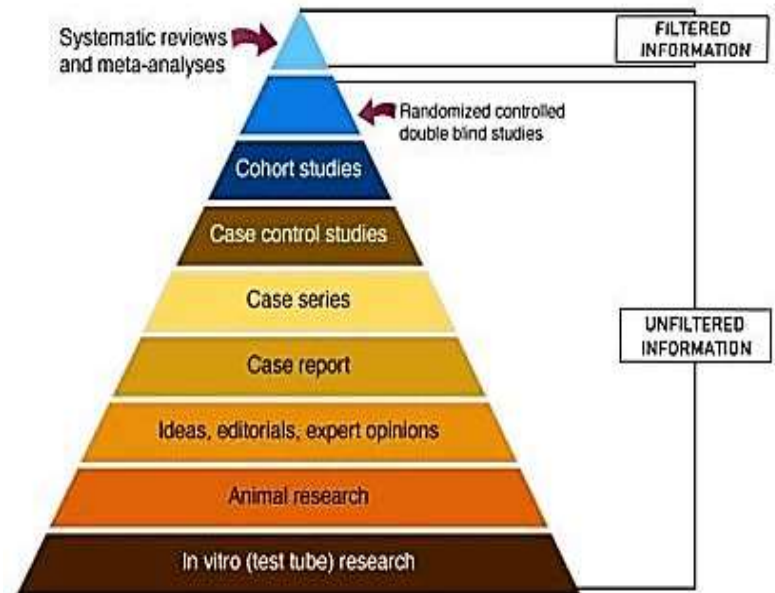 Systematic reviews
and meta-analyses
FILTERED
INFORMATION
Randomized controlled
double blind studies
Cohort studies
Case control studies
Case series
UNFILTERED
INFORMATION
Case report
Ideas, editorials, expert opinions
Animal research
In vitro (test tube) research